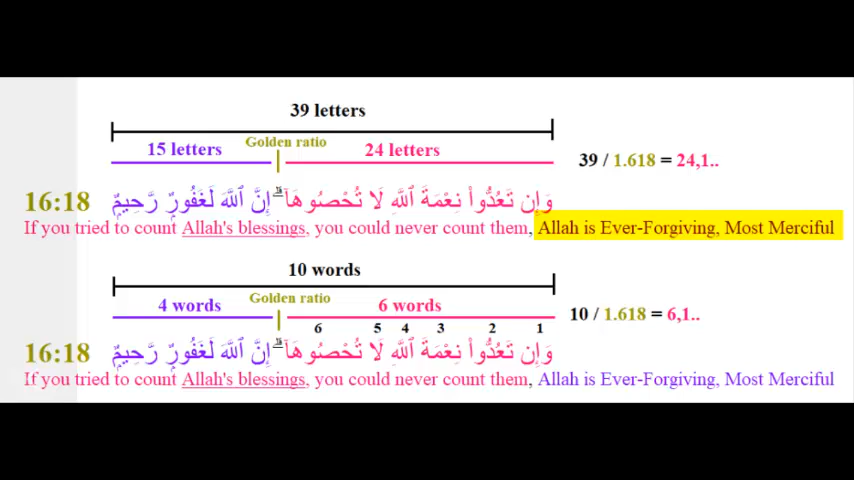 39 letters
15 letters
Golden ratio
24 letters
39 / 1.618 = 24,1..
16:18
وَإِن تَعُدُّوا۟ نِعْمَةَ ٱللَّهِ لَا تُحْصُوهَآ ۗ إِنَّ ٱللَّهَ لَغَفُورٌ رَّحِيمٌ
If you tried to count Allah's blessings, you could never count them, Allah is Ever-Forgiving, Most Merciful
10 words
4 words
Golden ratio
6 words
10 / 1.618 = 6,1..
6 5 4 3 2 1
16:18
وَإِن تَعُدُّوا۟ نِعْمَةَ ٱللَّهِ لَا تُحْصُوهَآ ۗ إِنَّ ٱللَّهَ لَغَفُورٌ رَّحِيمٌ
If you tried to count Allah's blessings, you could never count them, Allah is Ever-Forgiving, Most Merciful